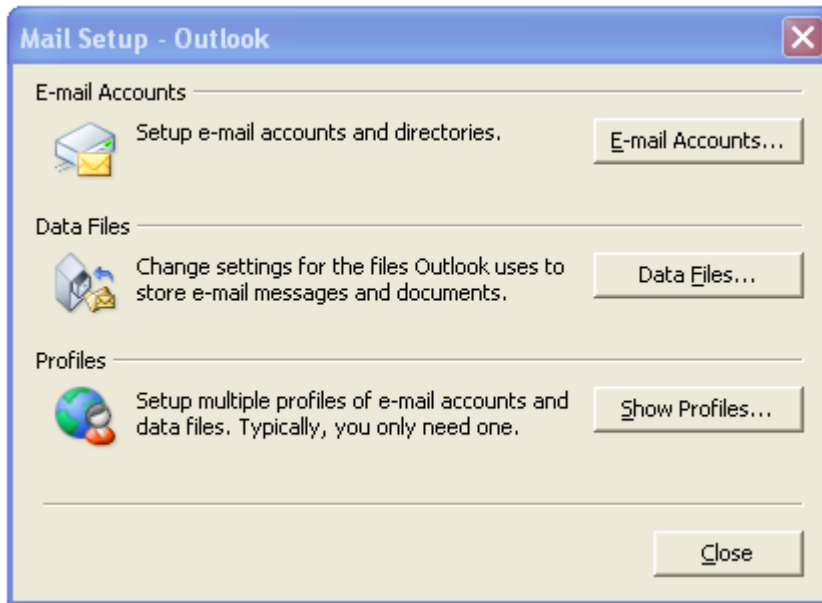 Mail Setup - Outlook
E-mail Accounts
Setup e-mail accounts and directories.
E-mail Accounts...
Data Files
Change settings for the files Outlook uses to
store e-mail messages and documents.
Data Files...
Profiles
Setup multiple profiles of e-mail accounts and
data files. Typically, you only need one.
Show Profiles...
Close